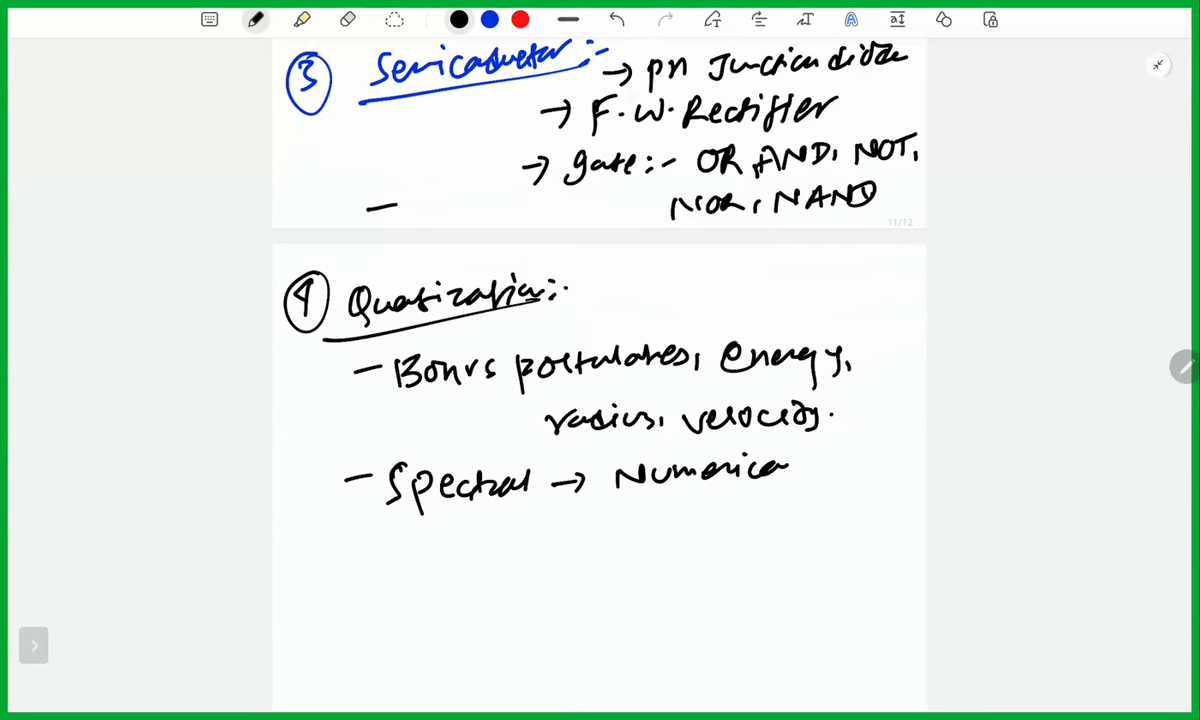 ③ Semicoductor :-
→ pn Junction diode
→ F.W. Rectifier
→ gate :- OR, AND, NOT,
NOR, NAND
11/12
④ Quatization :-
- Bohrs postulates, energy,
radius, velocity.
- Spectral → Numerica